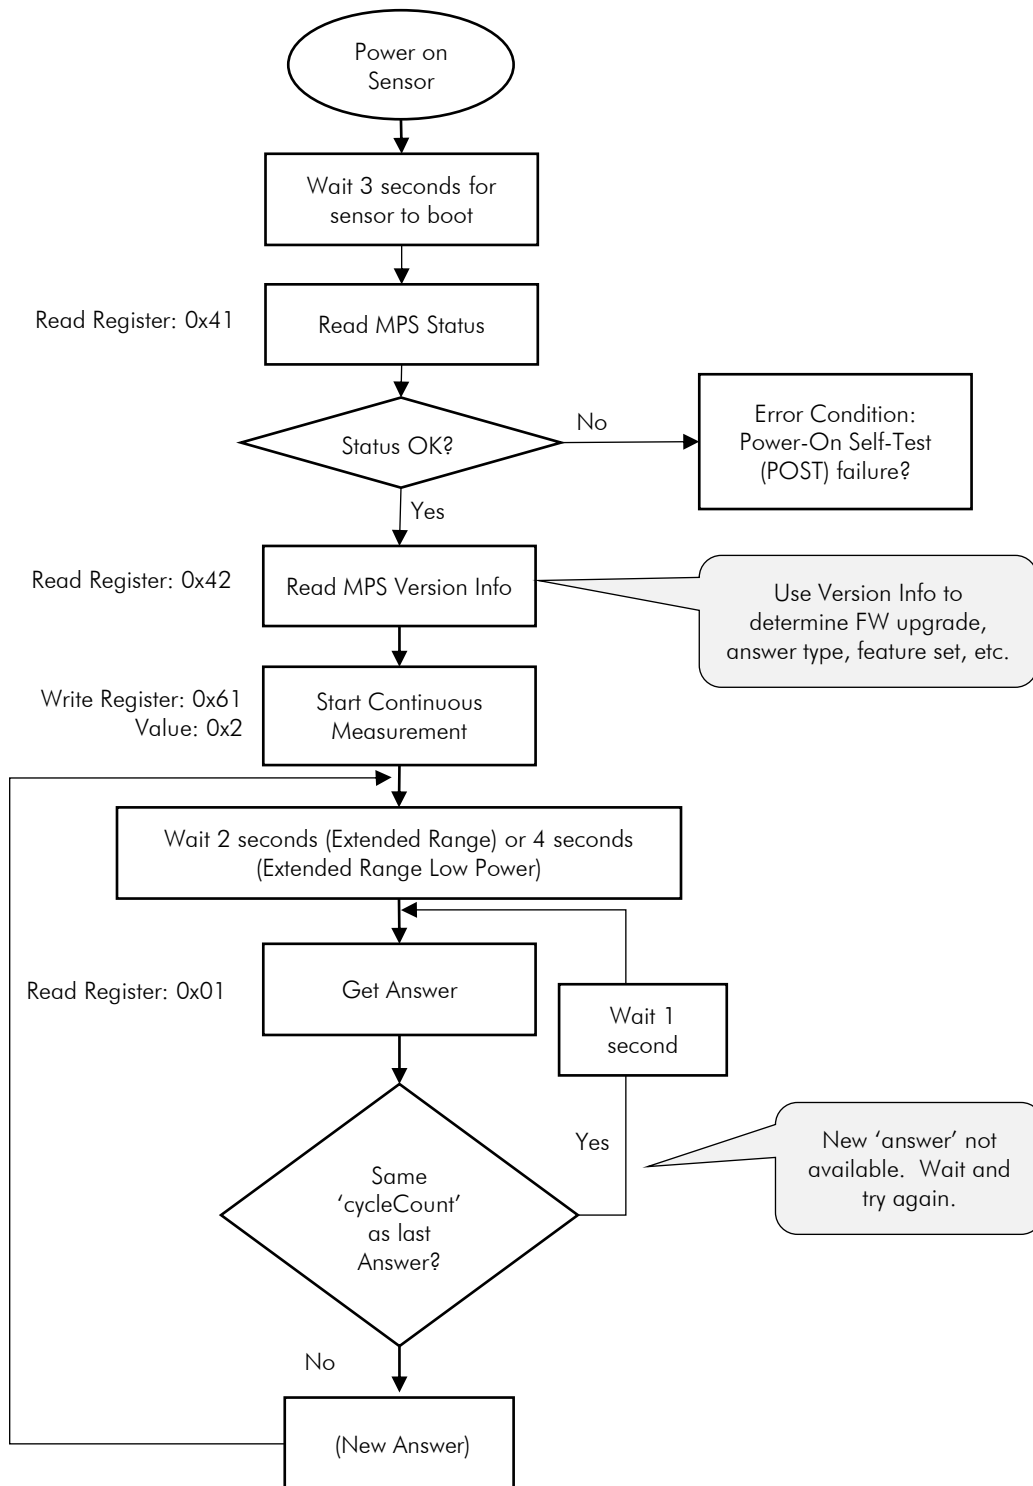 Power on
Sensor
Wait 3 seconds for
sensor to boot
Read Register: 0x41
Read MPS Status
Status OK?
No
Error Condition:
Power-On Self-Test
(POST) failure?
Yes
Read Register: 0x42
Read MPS Version Info
Use Version Info to
determine FW upgrade,
answer type, feature set, etc.
Write Register: 0x61
Value: 0x2
Start Continuous
Measurement
Wait 2 seconds (Extended Range) or 4 seconds
(Extended Range Low Power)
Read Register: 0x01
Get Answer
Wait 1
second
Yes
New ‘answer’ not
available.  Wait and
try again.
Same
‘cycleCount’
as last
Answer?
No
(New Answer)